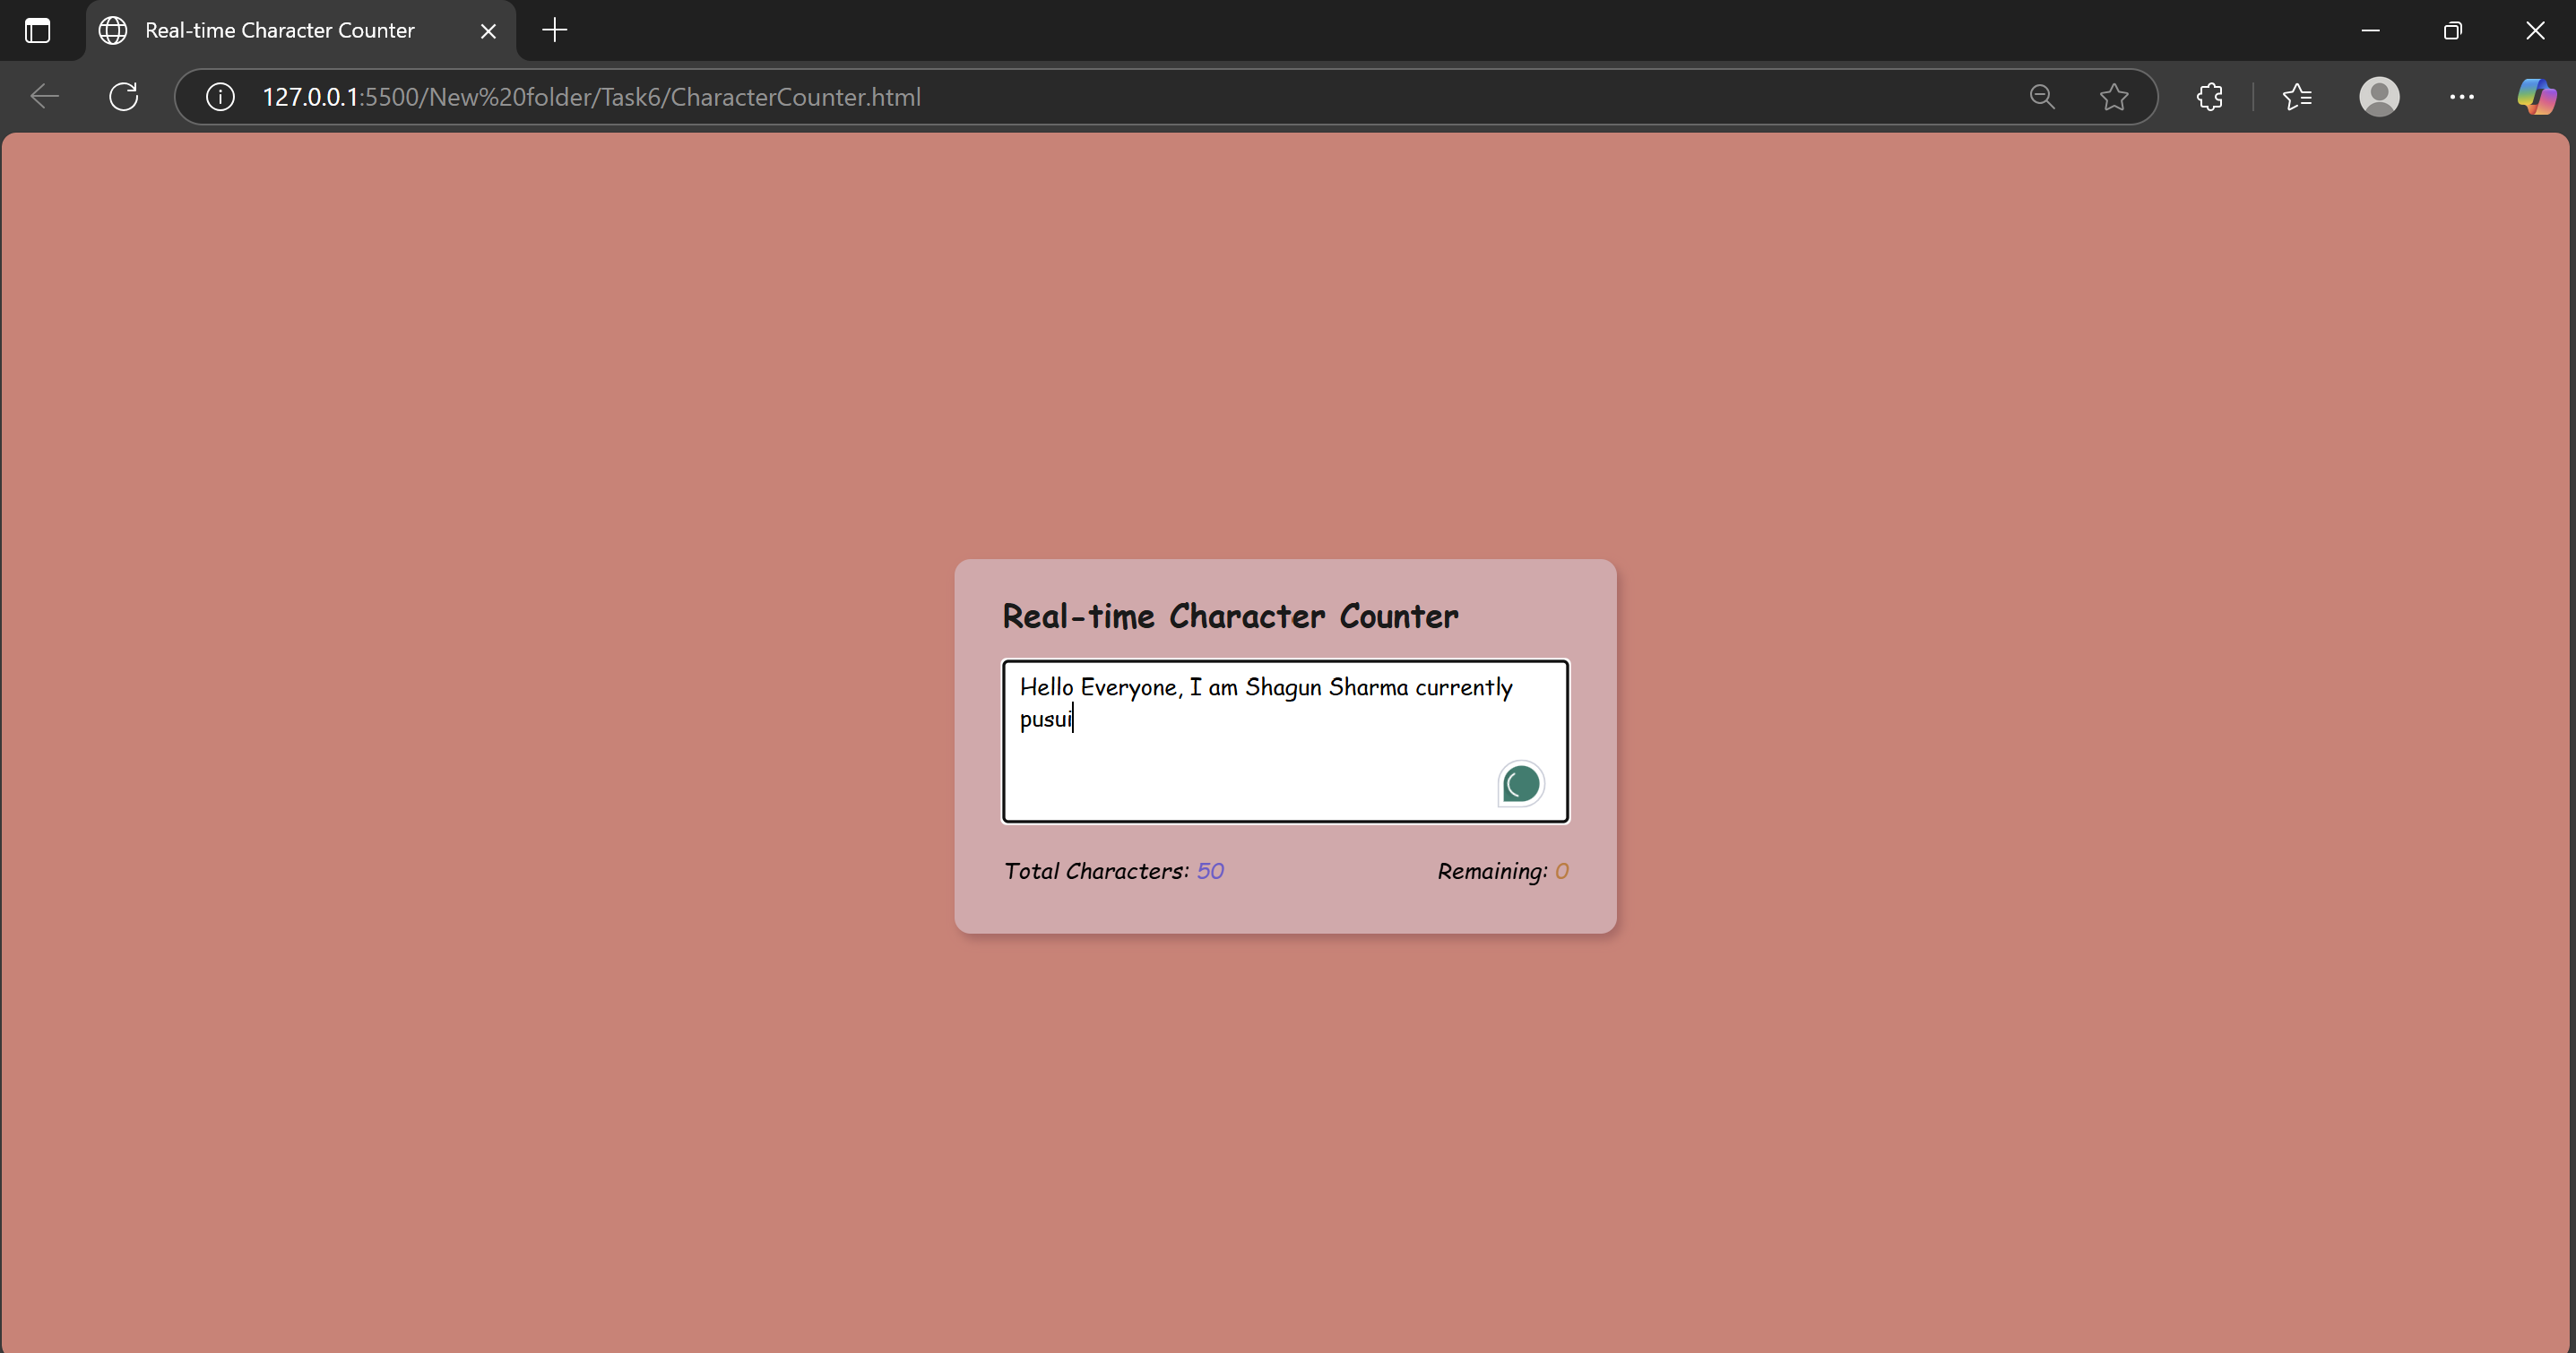 Real-time Character Counter
127.0.0.1:5500/New%20folder/Task6/CharacterCounter.html
Real-time Character Counter
Hello Everyone, I am Shagun Sharma currently
pusui
Total Characters: 50
Remaining: 0